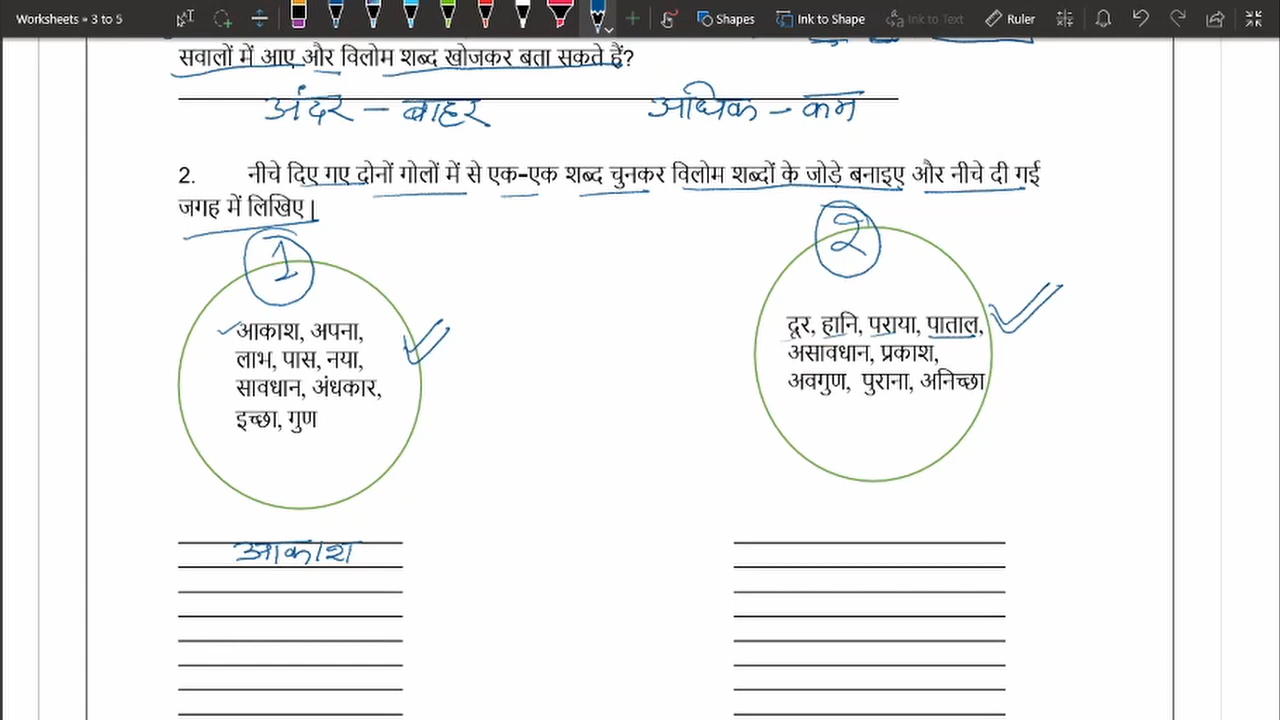 Worksheets = 3 to 5 Shapes Ink to Shape Ink to Text Ruler
सवालों में आए और विलोम शब्द खोजकर बता सकते हैं?
अंदर - बाहर अधिक - कम
2. नीचे दिए गए दोनों गोलों में से एक-एक शब्द चुनकर विलोम शब्दों के जोड़े बनाइए और नीचे दी गई
जगह में लिखिए।
1
2
आकाश, अपना,
लाभ, पास, नया,
सावधान, अंधकार,
इच्छा, गुण
दूर, हानि, पराया, पाताल,
असावधान, प्रकाश,
अवगुण, पुराना, अनिच्छा
आकाश